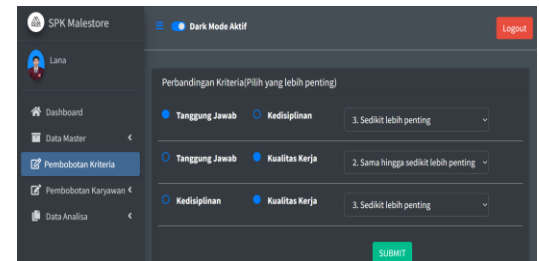 SPK Malestore
Dark Mode Aktif
Logout
Lana
Dashboard
Data Master
Pembobotan Kriteria
Pembobotan Karyawan
Data Analisa
Perbandingan Kriteria(Pilih yang lebih penting)
Tanggung Jawab Kedisiplinan 3. Sedikit lebih penting
Tanggung Jawab Kualitas Kerja 2. Sama hingga sedikit lebih penting
Kedisiplinan Kualitas Kerja 3. Sedikit lebih penting
SUBMIT